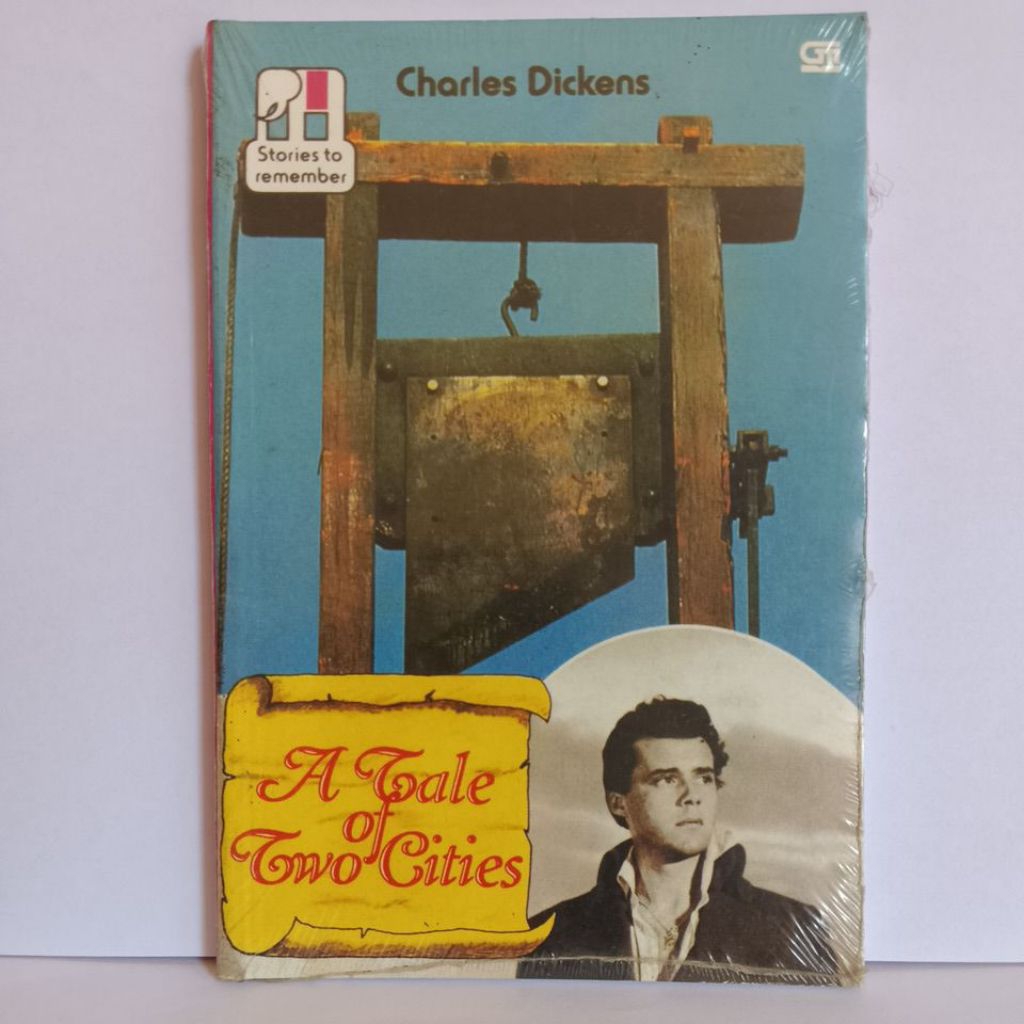 Charles Dickens
Stories to
remember
A Tale
of
Two Cities